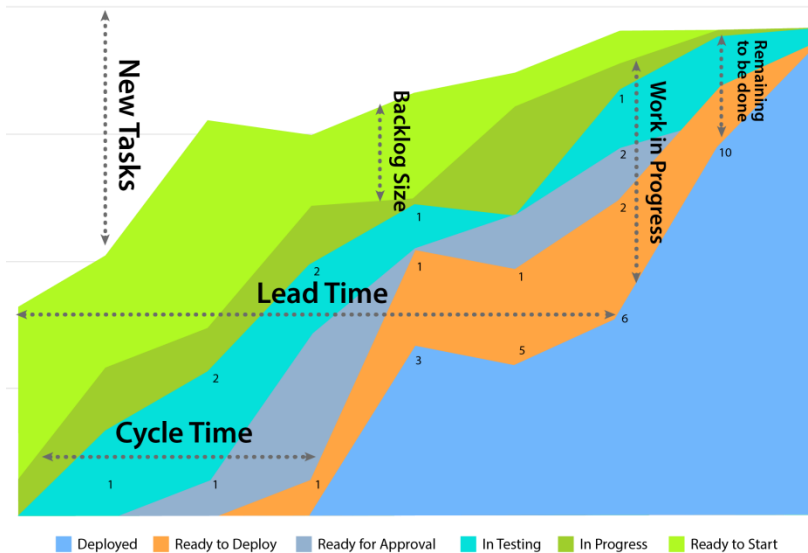 New Tasks
Backlog Size
Remaining
to be done
Work in Progress
1
2
10
1
2
2
2
1
1
Lead Time
6
5
3
2
Cycle Time
1
1
1
Deployed
Ready to Deploy
Ready for Approval
In Testing
In Progress
Ready to Start